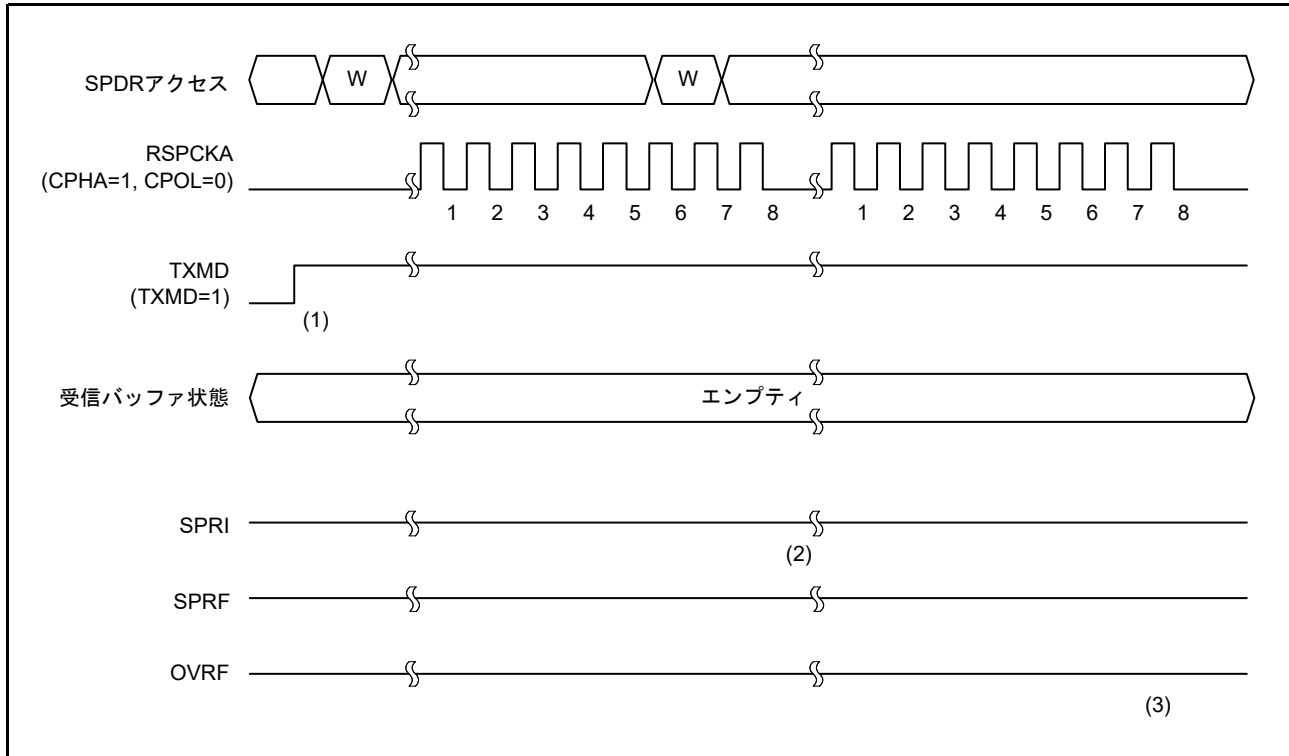 SPDRアクセス
W
W
RSPCKA
(CPHA=1, CPOL=0)
1 2 3 4 5 6 7 8
1 2 3 4 5 6 7 8
TXMD
(TXMD=1)
(1)
受信バッファ状態
エンプティ
SPRI
(2)
SPRF
OVRF
(3)